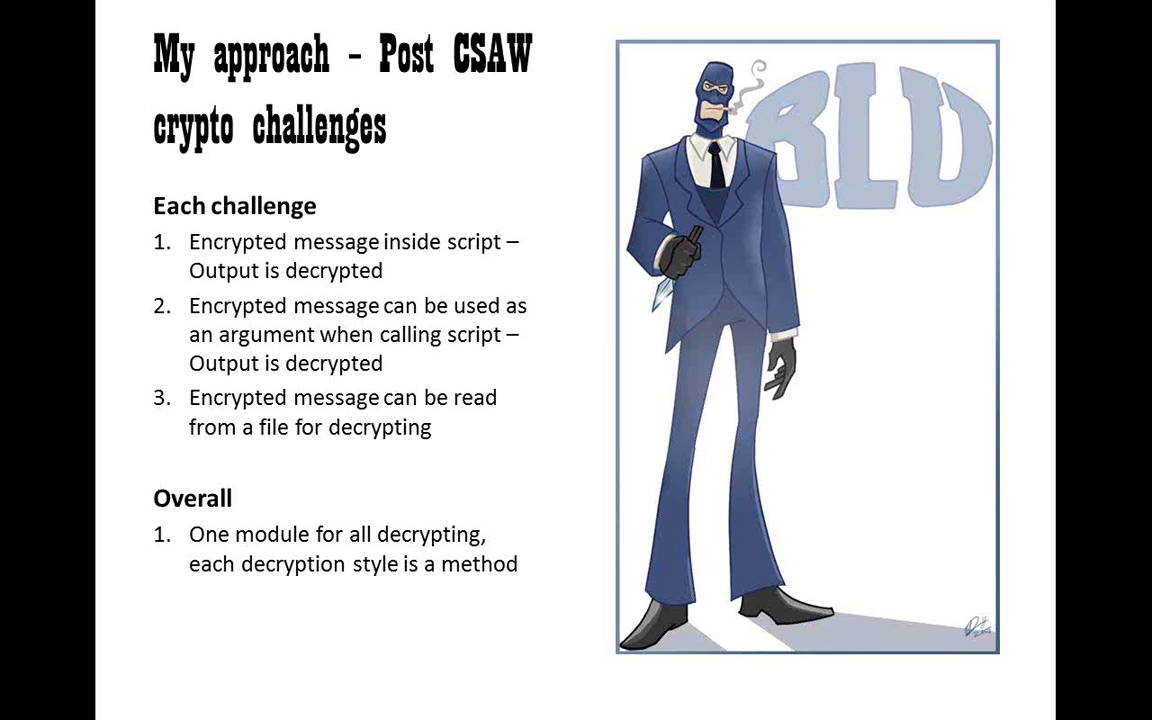 My approach – Post CSAW
crypto challenges
Each challenge
1. Encrypted message inside script –
Output is decrypted
2. Encrypted message can be used as
an argument when calling script –
Output is decrypted
3. Encrypted message can be read
from a file for decrypting
Overall
1. One module for all decrypting,
each decryption style is a method
BLU